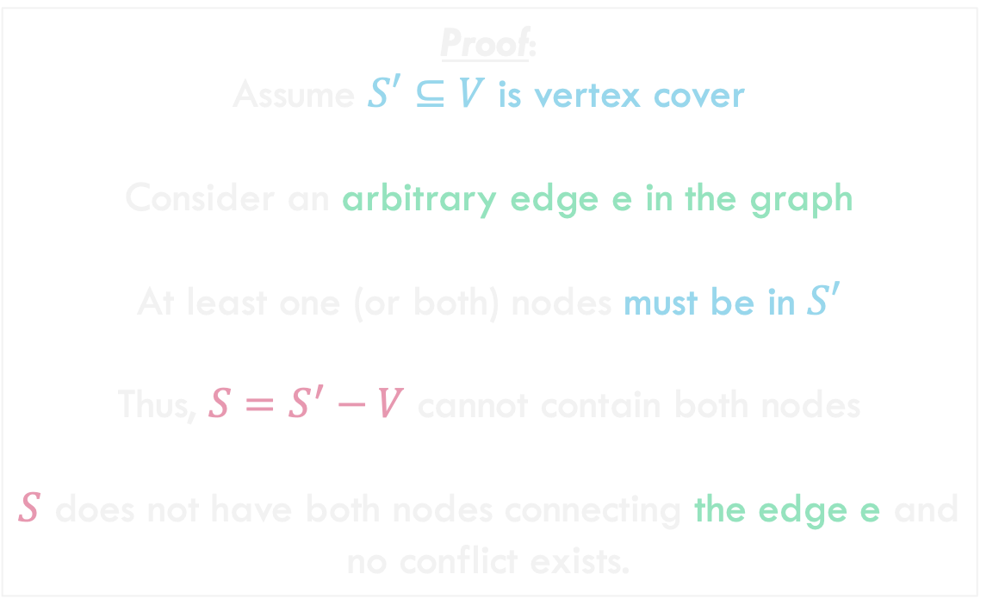 Proof:
Assume S′ ⊆ V is vertex cover
Consider an arbitrary edge e in the graph
At least one (or both) nodes must be in S′
Thus, S = S′ − V cannot contain both nodes
S does not have both nodes connecting the edge e and
no conflict exists.